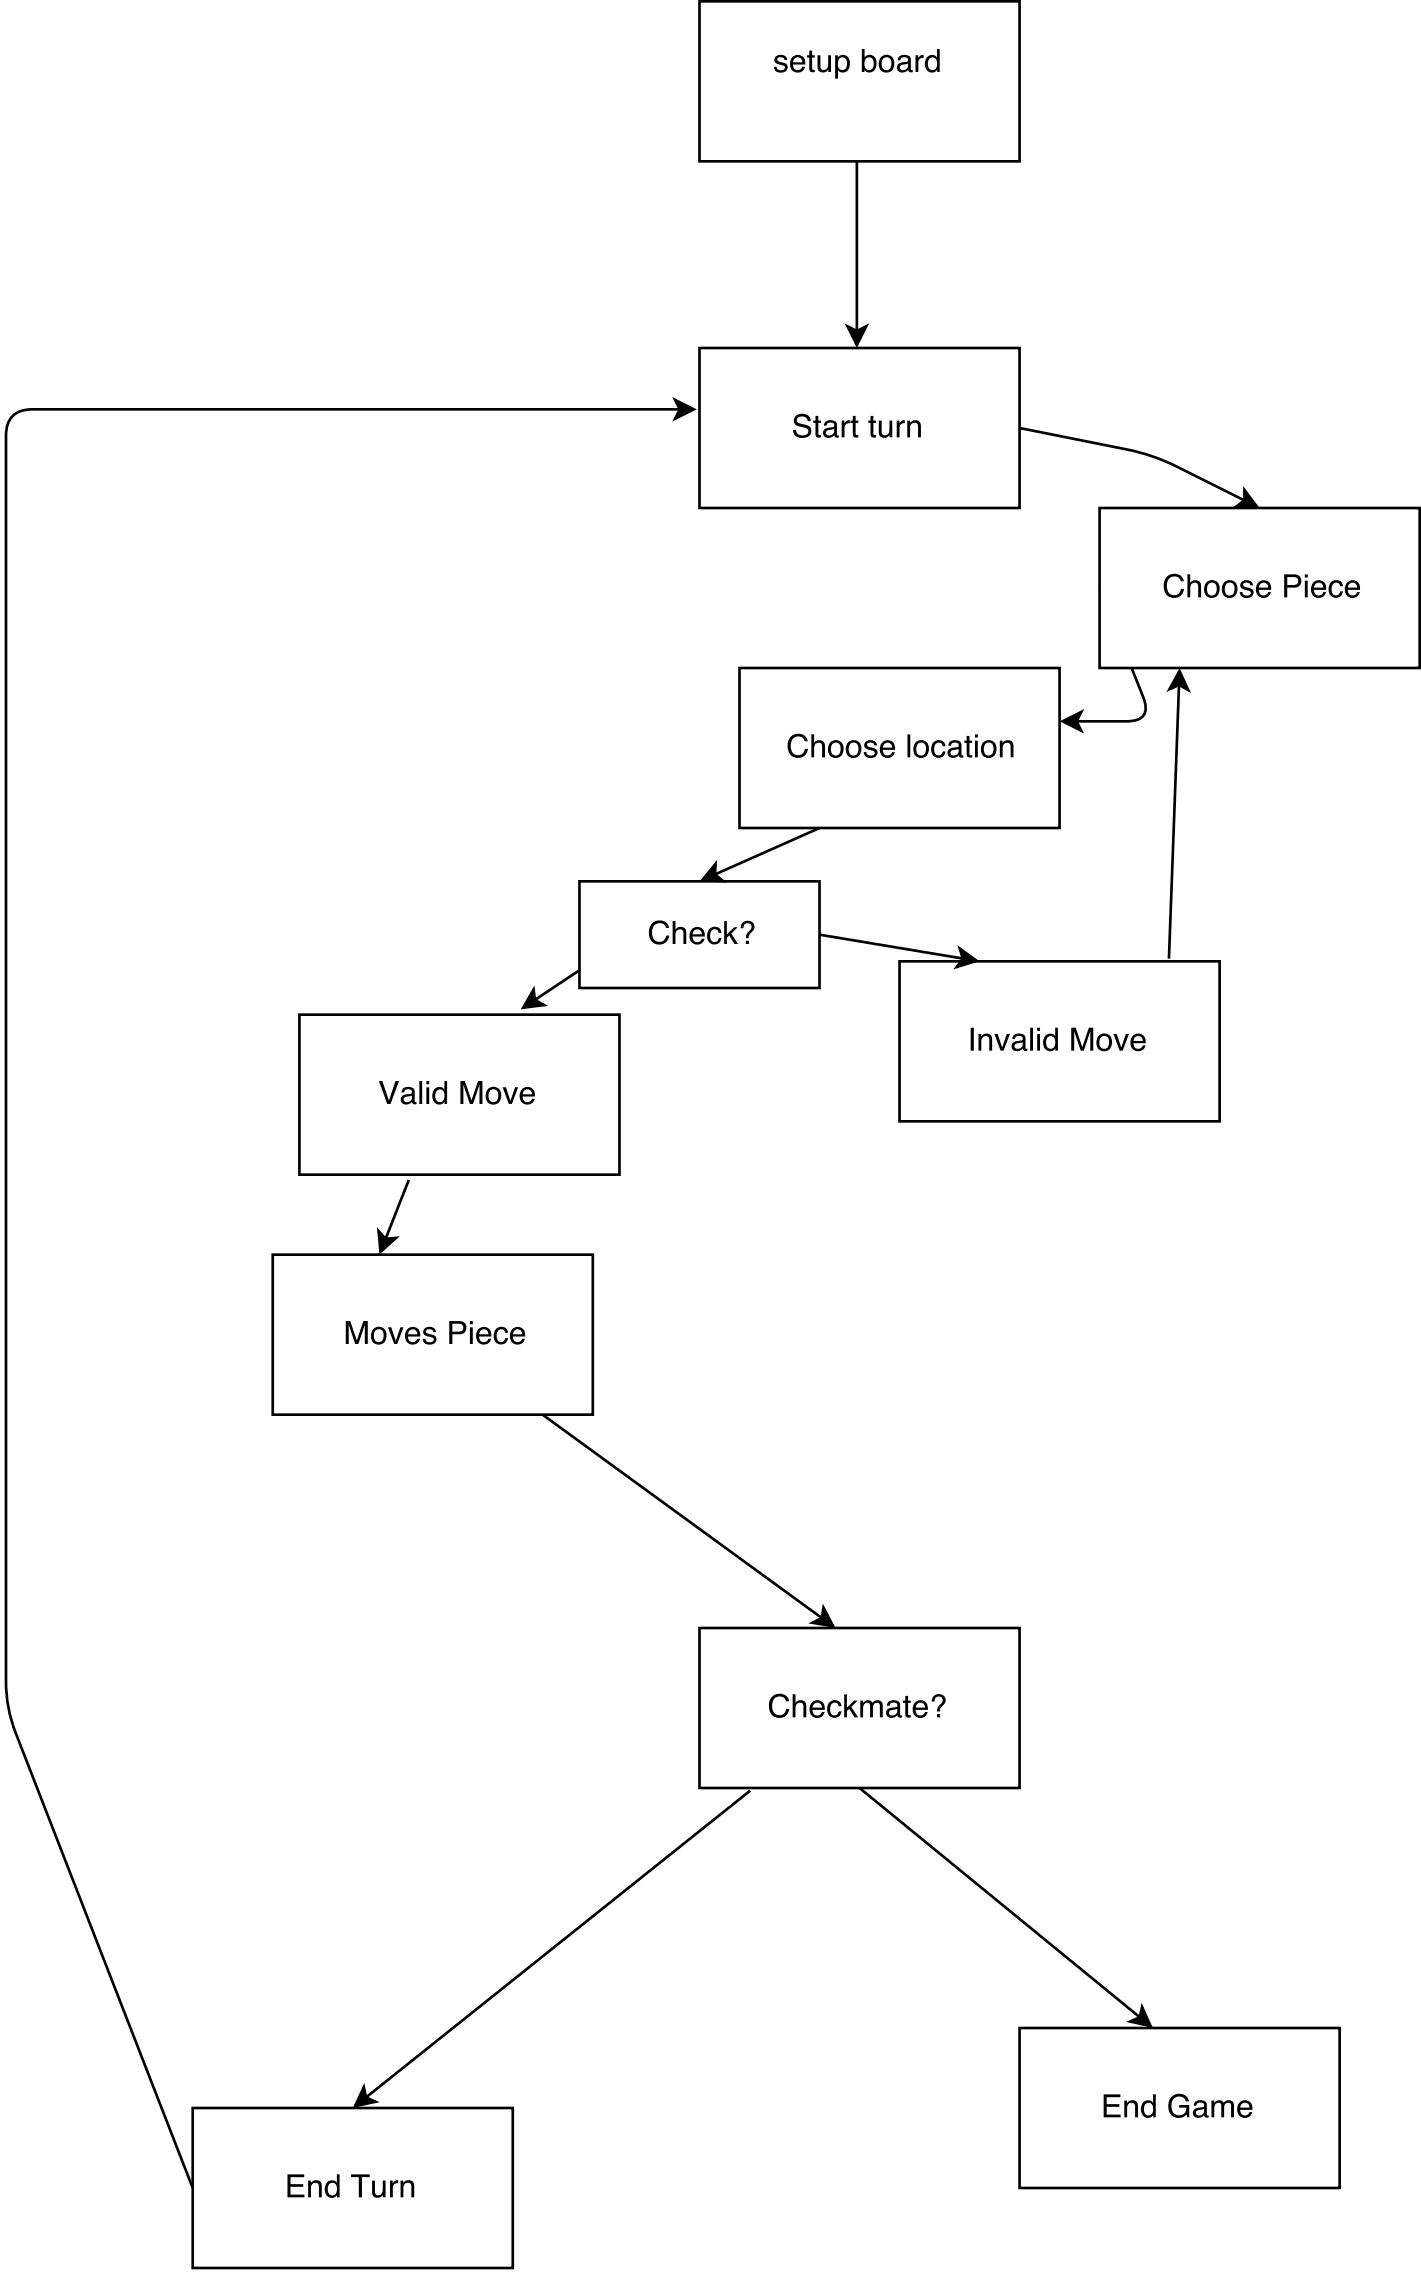 setup board
Start turn
Choose Piece
Choose location
Check?
Invalid Move
Valid Move
Moves Piece
Checkmate?
End Game
End Turn